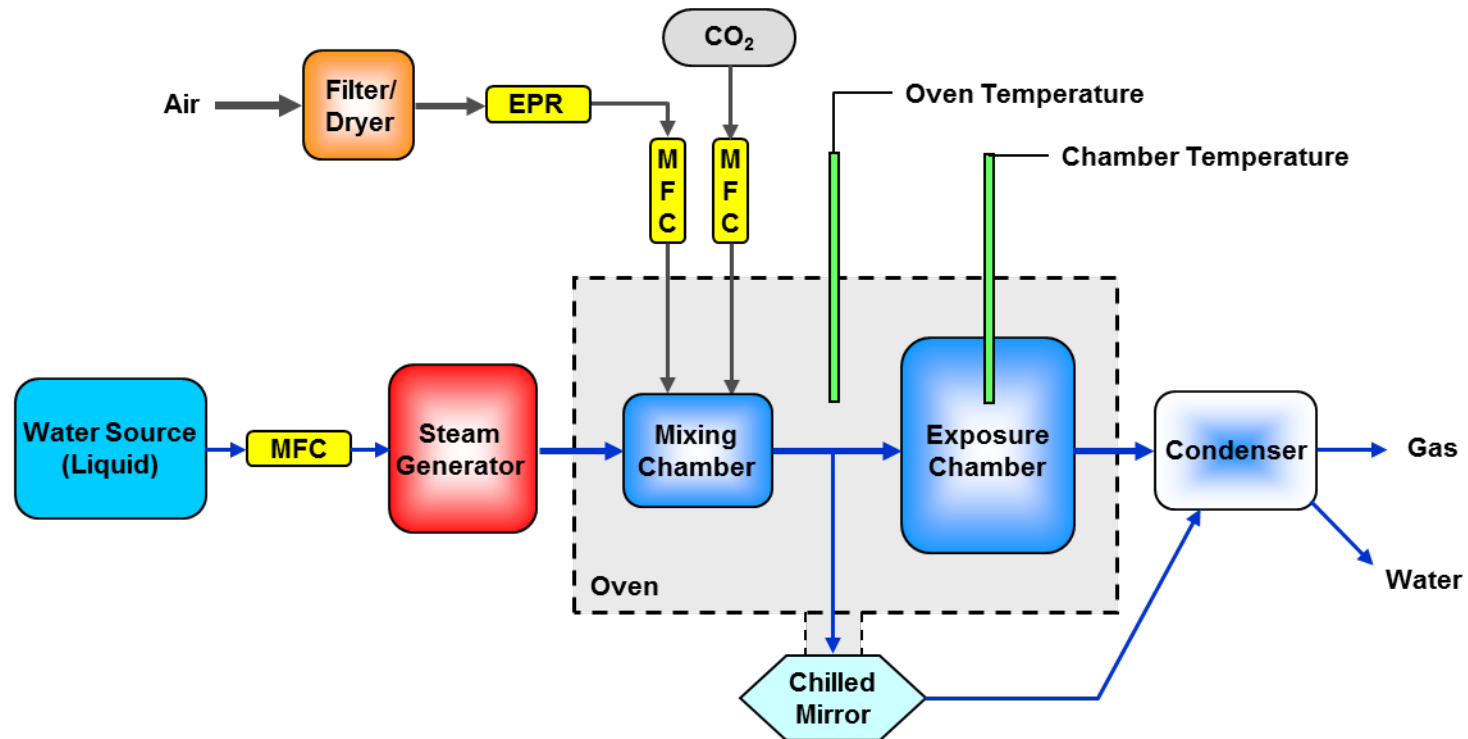 CO₂
Air
Filter/
Dryer
EPR
M
F
C
M
F
C
Oven Temperature
Chamber Temperature
Water Source
(Liquid)
MFC
Steam
Generator
Mixing
Chamber
Exposure
Chamber
Condenser
Gas
Water
Oven
Chilled
Mirror